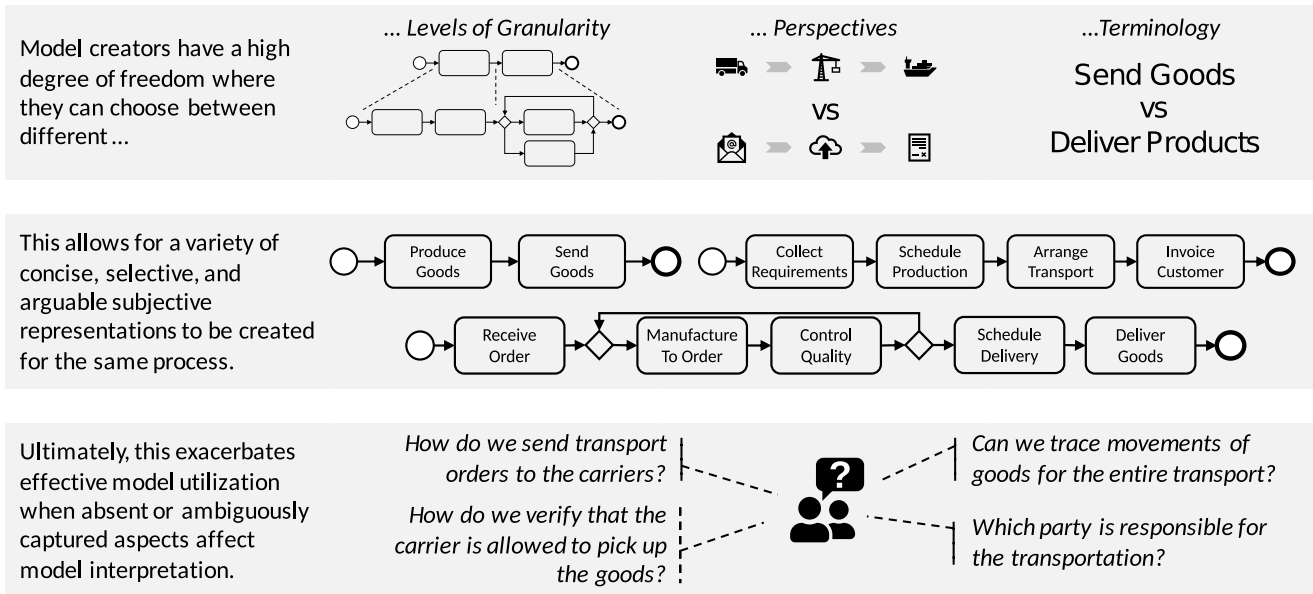 Model creators have a high
degree of freedom where
they can choose between
different ...
... Levels of Granularity
... Perspectives
VS
@
...Terminology
Send Goods
vs
Deliver Products
This allows for a variety of
concise, selective, and
arguable subjective
representations to be created
for the same process.
Produce
Goods
Send
Goods
Collect
Requirements
Schedule
Production
Arrange
Transport
Invoice
Customer
Receive
Order
Manufacture
To Order
Control
Quality
Schedule
Delivery
Deliver
Goods
Ultimately, this exacerbates
effective model utilization
when absent or ambiguously
captured aspects affect
model interpretation.
How do we send transport
orders to the carriers?
How do we verify that the
carrier is allowed to pick up
the goods?
?
Can we trace movements of
goods for the entire transport?
Which party is responsible for
the transportation?